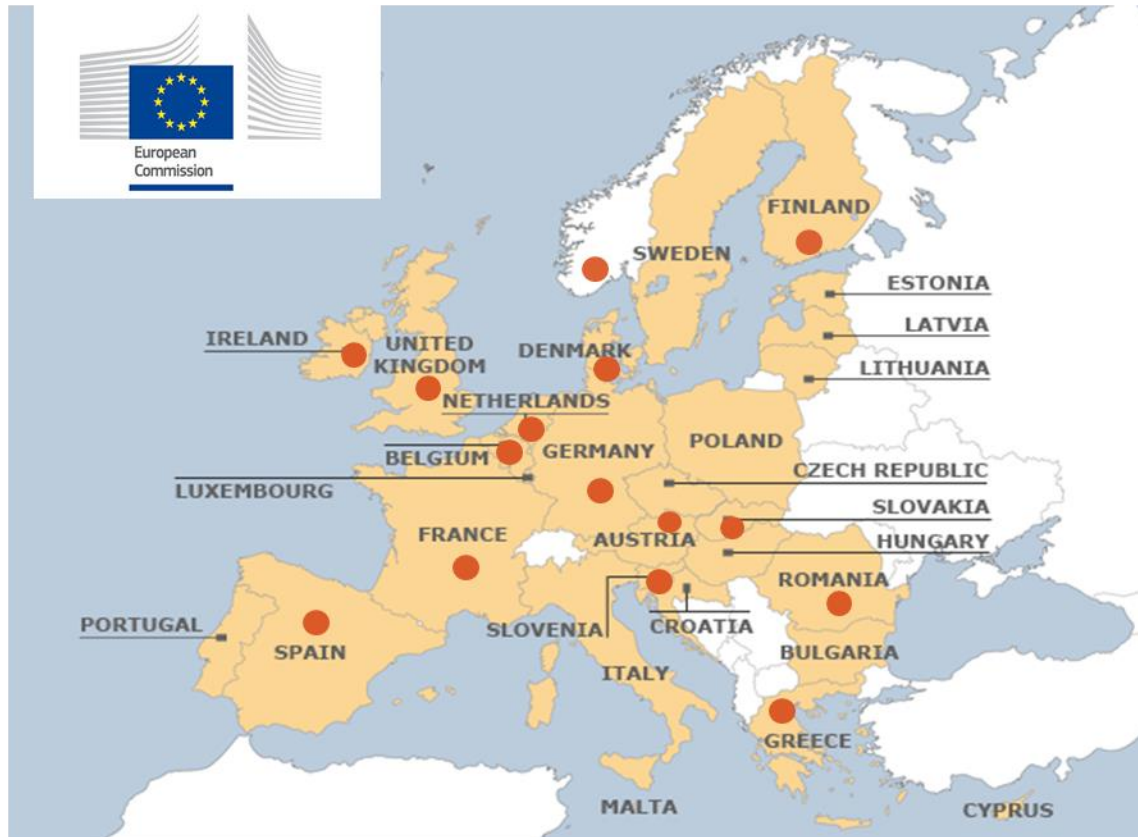 European
Commission
FINLAND
SWEDEN
ESTONIA
IRELAND
UNITED
KINGDOM
DENMARK
LATVIA
LITHUANIA
NETHERLANDS
BELGIUM
GERMANY
POLAND
LUXEMBOURG
CZECH REPUBLIC
SLOVAKIA
FRANCE
AUSTRIA
HUNGARY
ROMANIA
PORTUGAL
SLOVENIA
CROATIA
SPAIN
BULGARIA
ITALY
GREECE
MALTA
CYPRUS